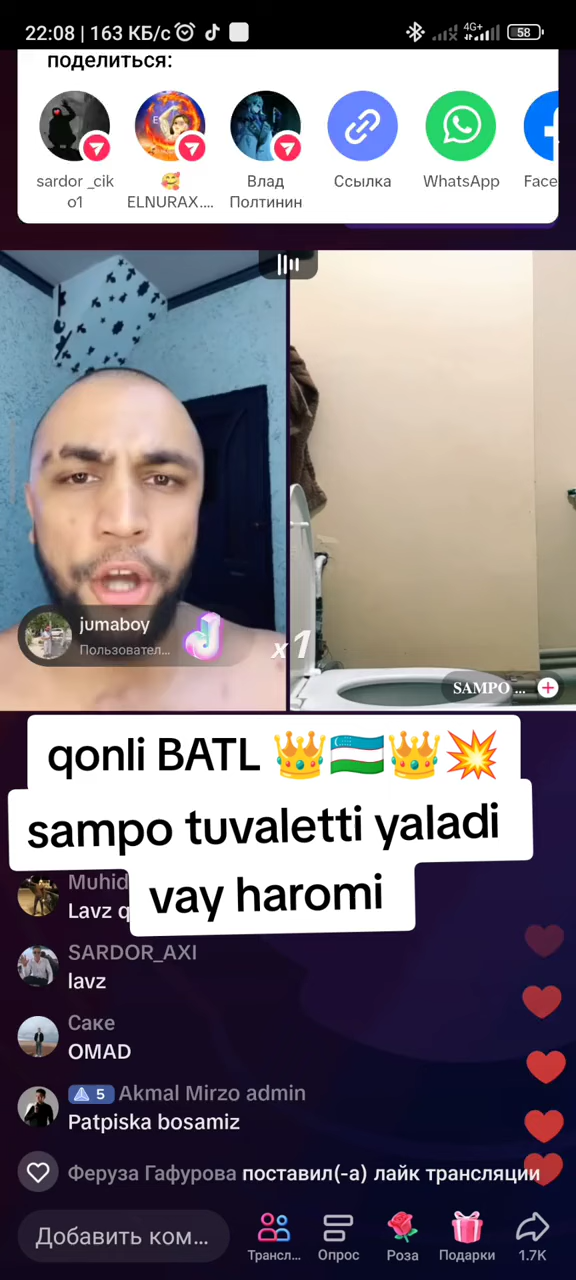 22:08 | 163 КБ/с
4G+
58
поделиться:
sardor _cik
o1
ELNURAX....
Влад
Полтинин
Ссылка
WhatsApp
Face
jumaboy
Пользовател...
x1
SAMPO ...
qonli BATL 👑🇺🇿👑💥
sampo tuvaletti yaladi
vay haromi
Muhid
Lavz q
SARDOR_AXI
lavz
Саке
OMAD
5 Akmal Mirzo admin
Patpiska bosamiz
Феруза Гафурова поставил(-а) лайк трансляции
Добавить ком...
Трансл...
Опрос
Роза
Подарки
1.7K